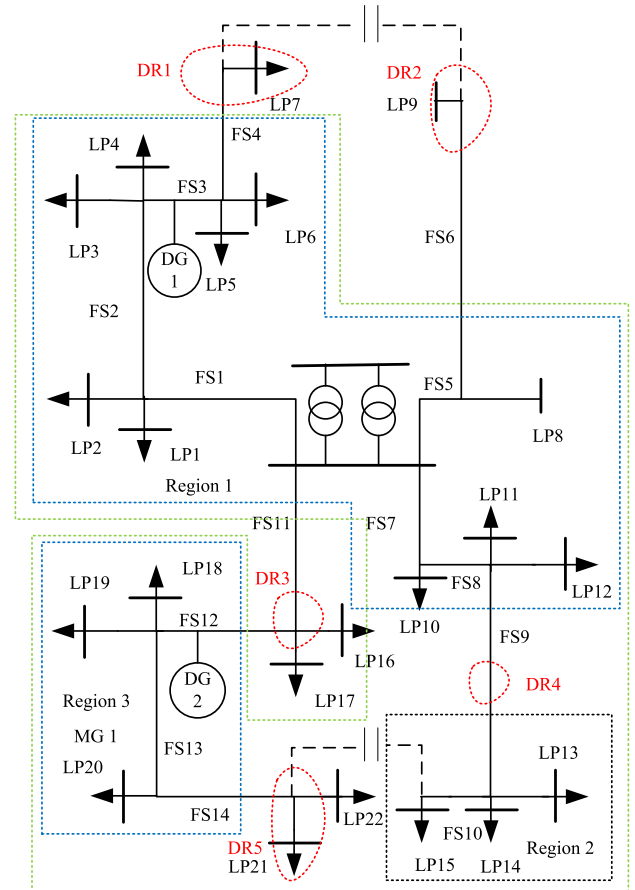 DR1
DR2
LP7
LP9
FS4
LP4
FS3
LP3
DG
1
LP5
LP6
FS6
FS2
FS1
FS5
LP2
LP1
LP8
Region 1
LP11
FS11
FS7
LP19
LP18
DR3
FS8
LP12
LP10
FS12
FS9
LP16
DG
2
LP17
DR4
Region 3
MG 1
FS13
LP20
LP13
FS14
LP22
FS10
Region 2
DR5
LP21
LP15
LP14